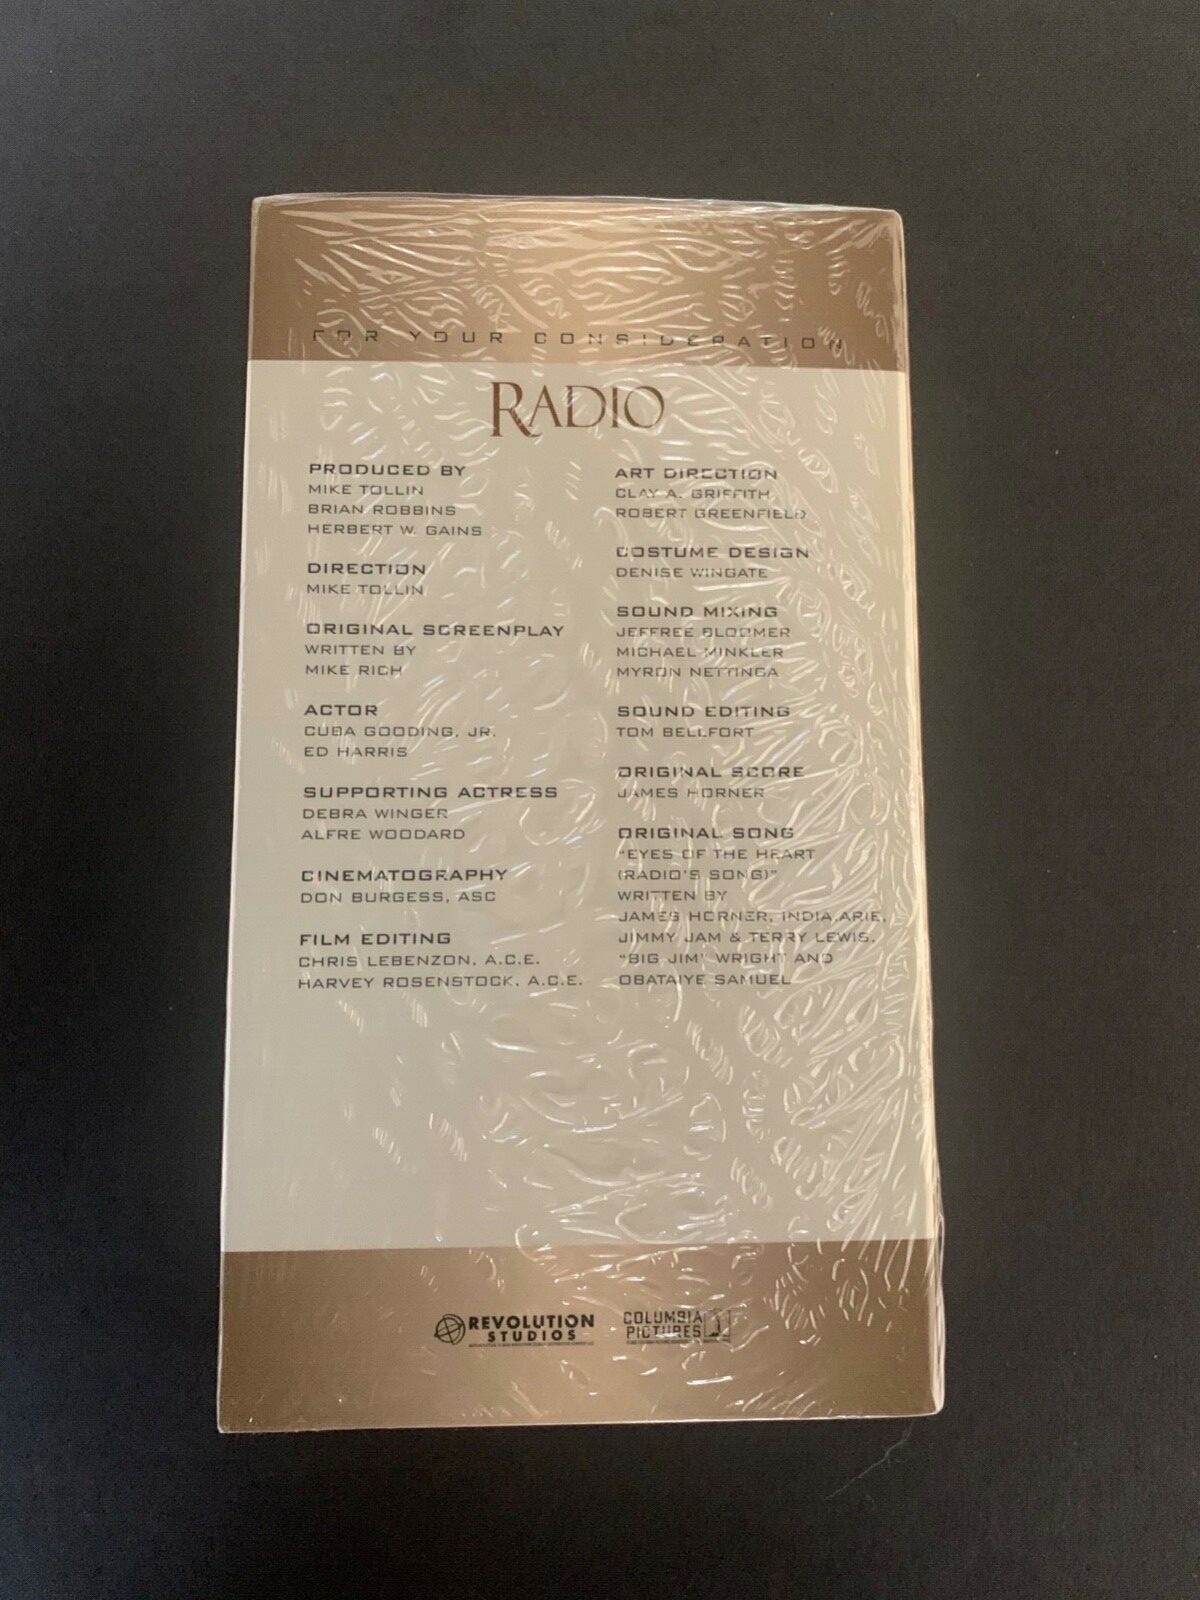 FOR YOUR CONSIDERATION
RADIO
PRODUCED BY
MIKE TOLLIN
BRIAN ROBBINS
HERBERT W. GAINS
DIRECTION
MIKE TOLLIN
ORIGINAL SCREENPLAY
WRITTEN BY
MIKE RICH
ACTOR
CUBA GOODING, JR.
ED HARRIS
SUPPORTING ACTRESS
DEBRA WINGER
ALFRE WOODARD
CINEMATOGRAPHY
DON BURGESS, ASC
FILM EDITING
CHRIS LEBENZON, A.C.E.
HARVEY ROSENSTOCK, A.C.E.
ART DIRECTION
CLAY A. GRIFFITH
ROBERT GREENFIELD
COSTUME DESIGN
DENISE WINGATE
SOUND MIXING
JEFFREE BLOOMER
MICHAEL MINKLER
MYRON NETTINGA
SOUND EDITING
TOM BELLFORT
ORIGINAL SCORE
JAMES HORNER
ORIGINAL SONG
"EYES OF THE HEART
(RADIO'S SONG)"
WRITTEN BY
JAMES HORNER, INDIA.ARIE,
JIMMY JAM & TERRY LEWIS,
"BIG JIM" WRIGHT AND
OBATAIYE SAMUEL
REVOLUTION
STUDIOS
COLUMBIA
PICTURES